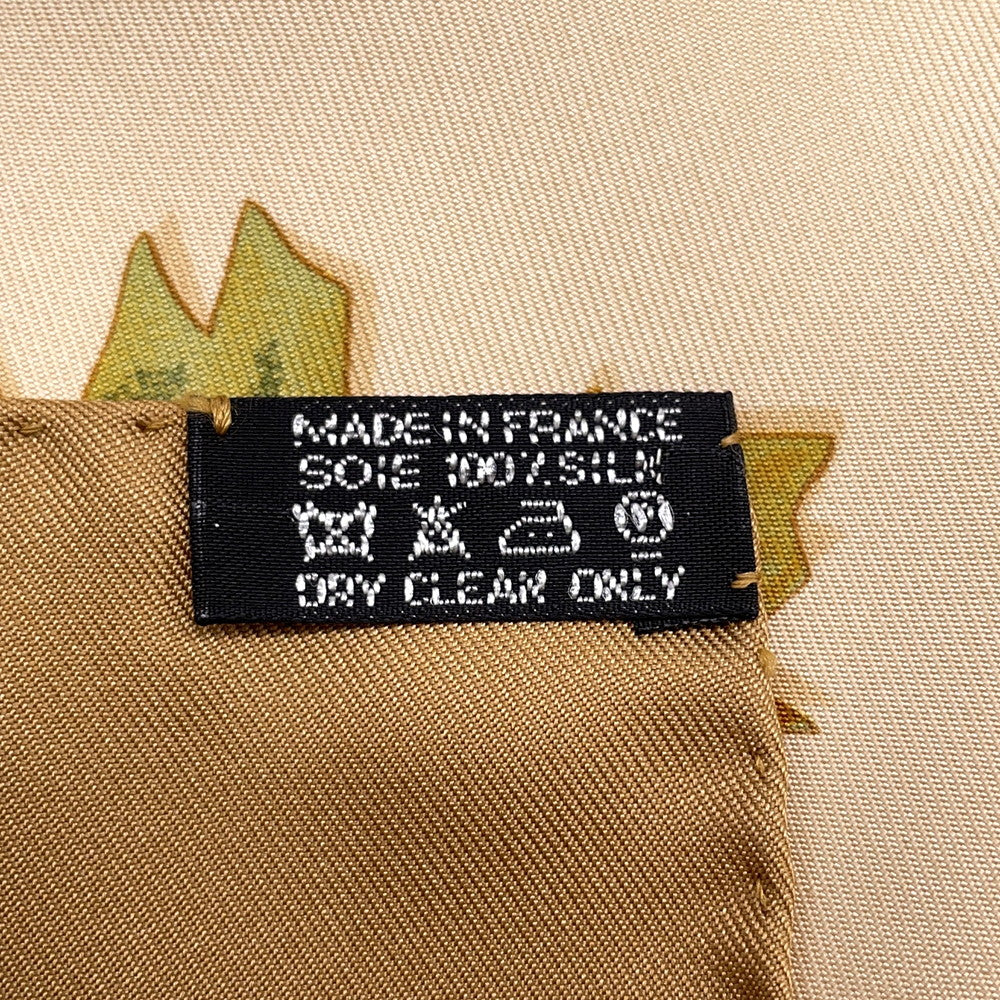 MADE IN FRANCE
SOIE 100% SILK
P
DRY CLEAN ONLY